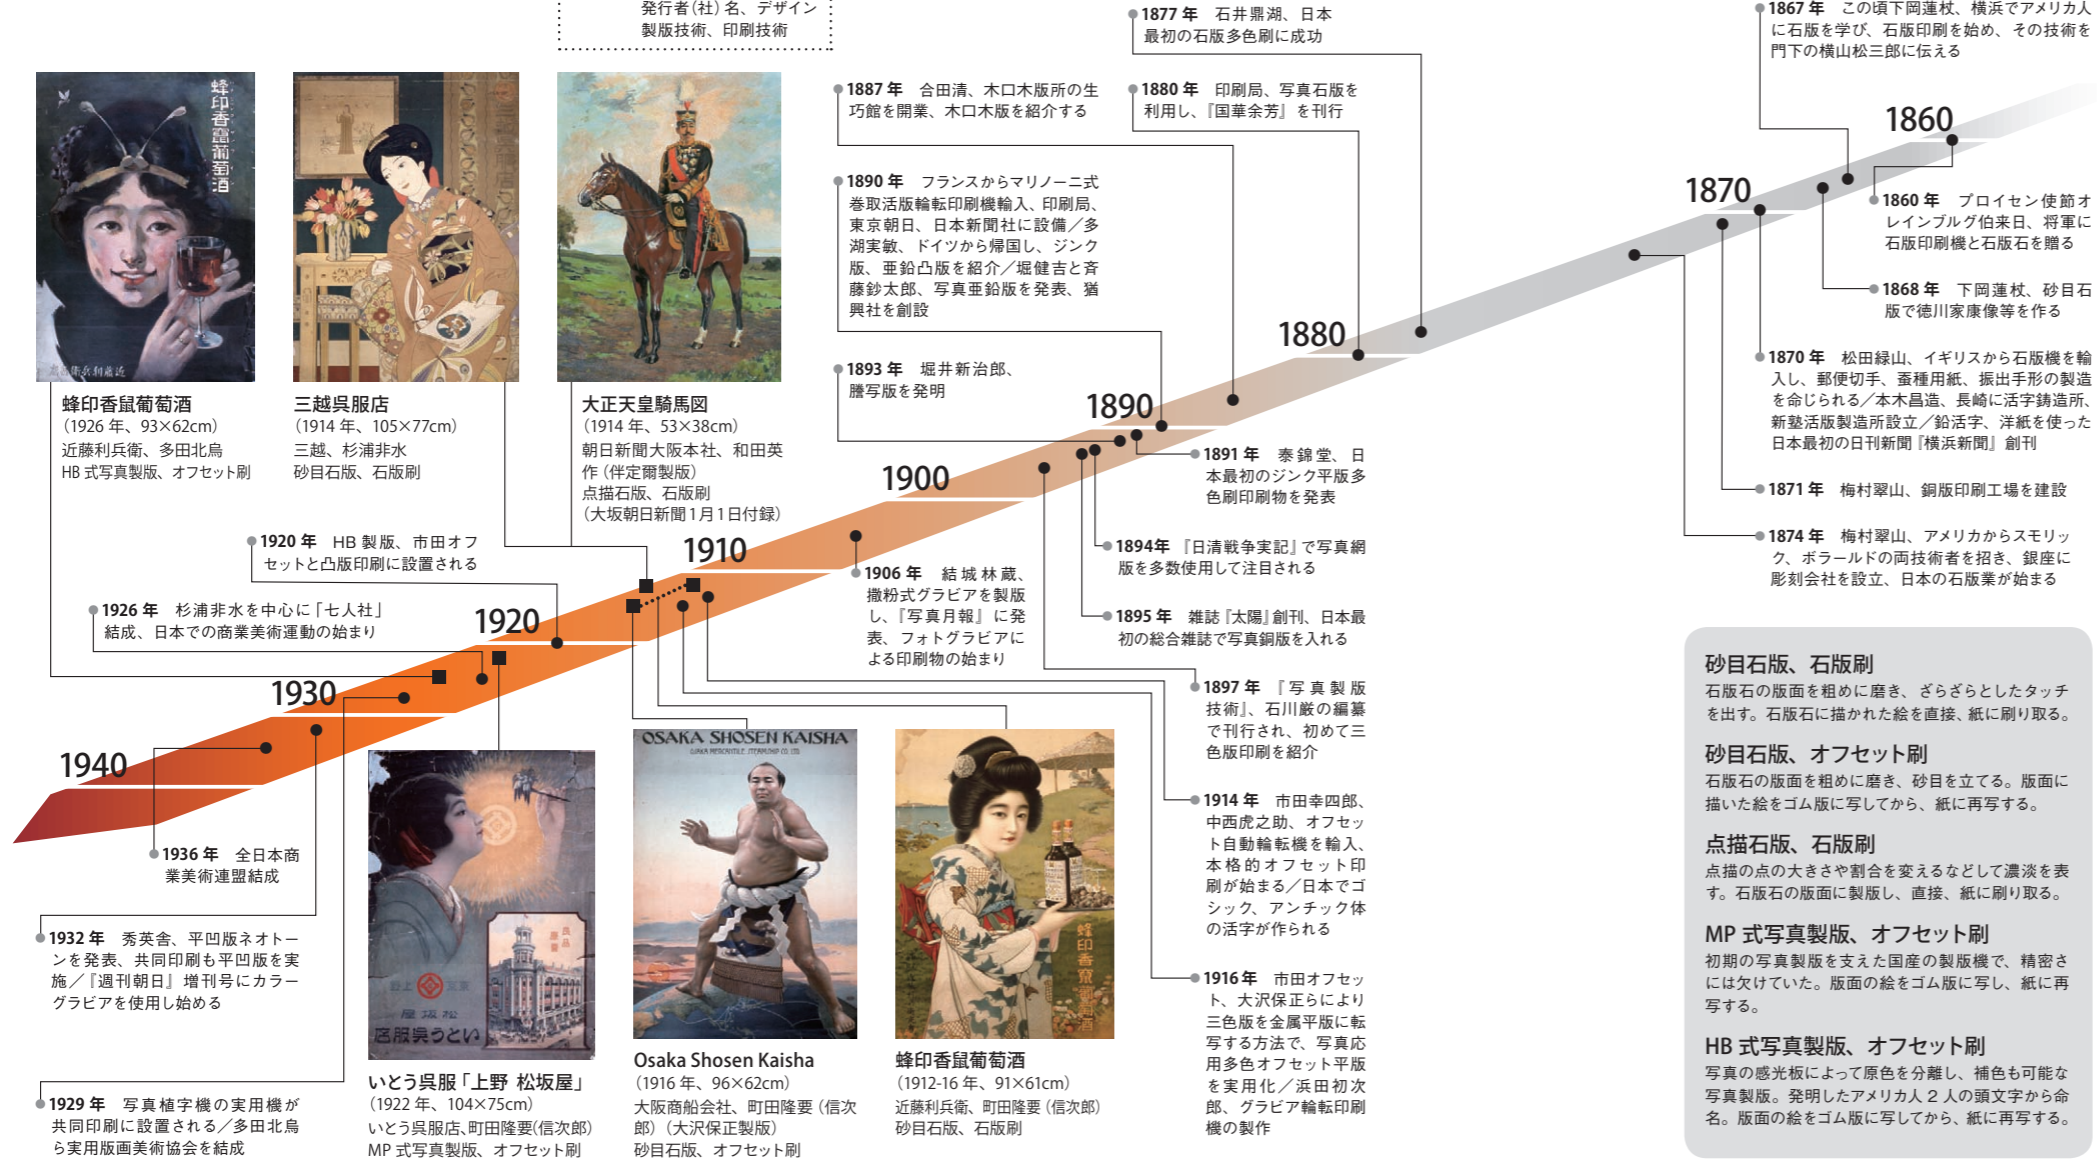 発行者（社）名、デザイン
製版技術、印刷技術
1877 年　石井鼎湖、日本
最初の石版多色刷に成功
1867 年　この頃下岡蓮杖、横浜でアメリカ人
に石版を学び、石版印刷を始め、その技術を
門下の横山松三郎に伝える
1887 年　合田清、木口木版所の生
巧館を開業、木口木版を紹介する
1880 年　印刷局、写真石版を
利用し、『国華余芳』を刊行
1890 年　フランスからマリノーニ式
巻取活版輪転印刷機輸入、印刷局、
東京朝日、日本新聞社に設備／多
湖実敏、ドイツから帰国し、ジンク
版、亜鉛凸版を紹介／堀健吉と斉
藤鈔太郎、写真亜鉛版を発表、猶
興社を創設
1893 年　堀井新治郎、
謄写版を発明
1860
1870
1880
1890
1900
1910
1920
1930
1940
1860 年　プロイセン使節オ
レインブルグ伯来日、将軍に
石版印刷機と石版石を贈る
1868 年　下岡蓮杖、砂目石
版で徳川家康像等を作る
1870 年　松田緑山、イギリスから石版機を輸
入し、郵便切手、蚕種用紙、振出手形の製造
を命じられる／本木昌造、長崎に活字鋳造所、
新塾活版製造所設立／鉛活字、洋紙を使った
日本最初の日刊新聞『横浜新聞』創刊
1871 年　梅村翠山、銅版印刷工場を建設
1874 年　梅村翠山、アメリカからスモリッ
ク、ボラールドの両技術者を招き、銀座に
彫刻会社を設立、日本の石版業が始まる
蜂印香竄葡萄酒
近藤利兵衛
蜂印香鼠葡萄酒
（1926 年、93×62cm）
近藤利兵衛、多田北烏
HB 式写真製版、オフセット刷
三越呉服店
（1914 年、105×77cm）
三越、杉浦非水
砂目石版、石版刷
大正天皇騎馬図
（1914 年、53×38cm）
朝日新聞大阪本社、和田英
作（伴定爾製版）
点描石版、石版刷
（大坂朝日新聞1月1日付録）
1891 年　泰錦堂、日
本最初のジンク平版多
色刷印刷物を発表
1894年　『日清戦争実記』で写真網
版を多数使用して注目される
1895 年　雑誌『太陽』創刊、日本最
初の総合雑誌で写真銅版を入れる
1906 年　結城林蔵、
撒粉式グラビアを製版
し、『写真月報』に発
表、フォトグラビアに
よる印刷物の始まり
1897 年　『写真製版
技術』、石川巌の編纂
で刊行され、初めて三
色版印刷を紹介
1914 年　市田幸四郎、
中西虎之助、オフセッ
ト自動輪転機を輸入、
本格的オフセット印
刷が始まる／日本でゴ
シック、アンチック体
の活字が作られる
1916 年　市田オフセッ
ト、大沢保正らにより
三色版を金属平版に転
写する方法で、写真応
用多色オフセット平版
を実用化／浜田初次
郎、グラビア輪転印刷
機の製作
1920 年　HB 製版、市田オフ
セットと凸版印刷に設置される
1926 年　杉浦非水を中心に「七人社」
結成、日本での商業美術運動の始まり
1936 年　全日本商
業美術連盟結成
1932 年　秀英舎、平凹版ネオトー
ンを発表、共同印刷も平凹版を実
施／『週刊朝日』増刊号にカラー
グラビアを使用し始める
1929 年　写真植字機の実用機が
共同印刷に設置される／多田北烏
ら実用版画美術協会を結成
良品
廉価
東京
上野
松坂屋
いとう呉服店
いとう呉服「上野 松坂屋」
（1922 年、104×75cm）
いとう呉服店、町田隆要（信次郎）
MP 式写真製版、オフセット刷
OSAKA SHOSEN KAISHA
OSAKA MERCANTILE STEAMSHIP CO. LTD
Osaka Shosen Kaisha
（1916 年、96×62cm）
大阪商船会社、町田隆要（信次
郎）（大沢保正製版）
砂目石版、オフセット刷
蜂印香竄葡萄酒
蜂印香鼠葡萄酒
（1912-16 年、91×61cm）
近藤利兵衛、町田隆要（信次郎）
砂目石版、石版刷
砂目石版、石版刷
石版石の版面を粗めに磨き、ざらざらとしたタッチ
を出す。石版石に描かれた絵を直接、紙に刷り取る。
砂目石版、オフセット刷
石版石の版面を粗めに磨き、砂目を立てる。版面に
描いた絵をゴム版に写してから、紙に再写する。
点描石版、石版刷
点描の点の大きさや割合を変えるなどして濃淡を表
す。石版石の版面に製版し、直接、紙に刷り取る。
MP 式写真製版、オフセット刷
初期の写真製版を支えた国産の製版機で、精密さ
には欠けていた。版面の絵をゴム版に写し、紙に再
写する。
HB 式写真製版、オフセット刷
写真の感光板によって原色を分離し、補色も可能な
写真製版。発明したアメリカ人 2 人の頭文字から命
名。版面の絵をゴム版に写してから、紙に再写する。